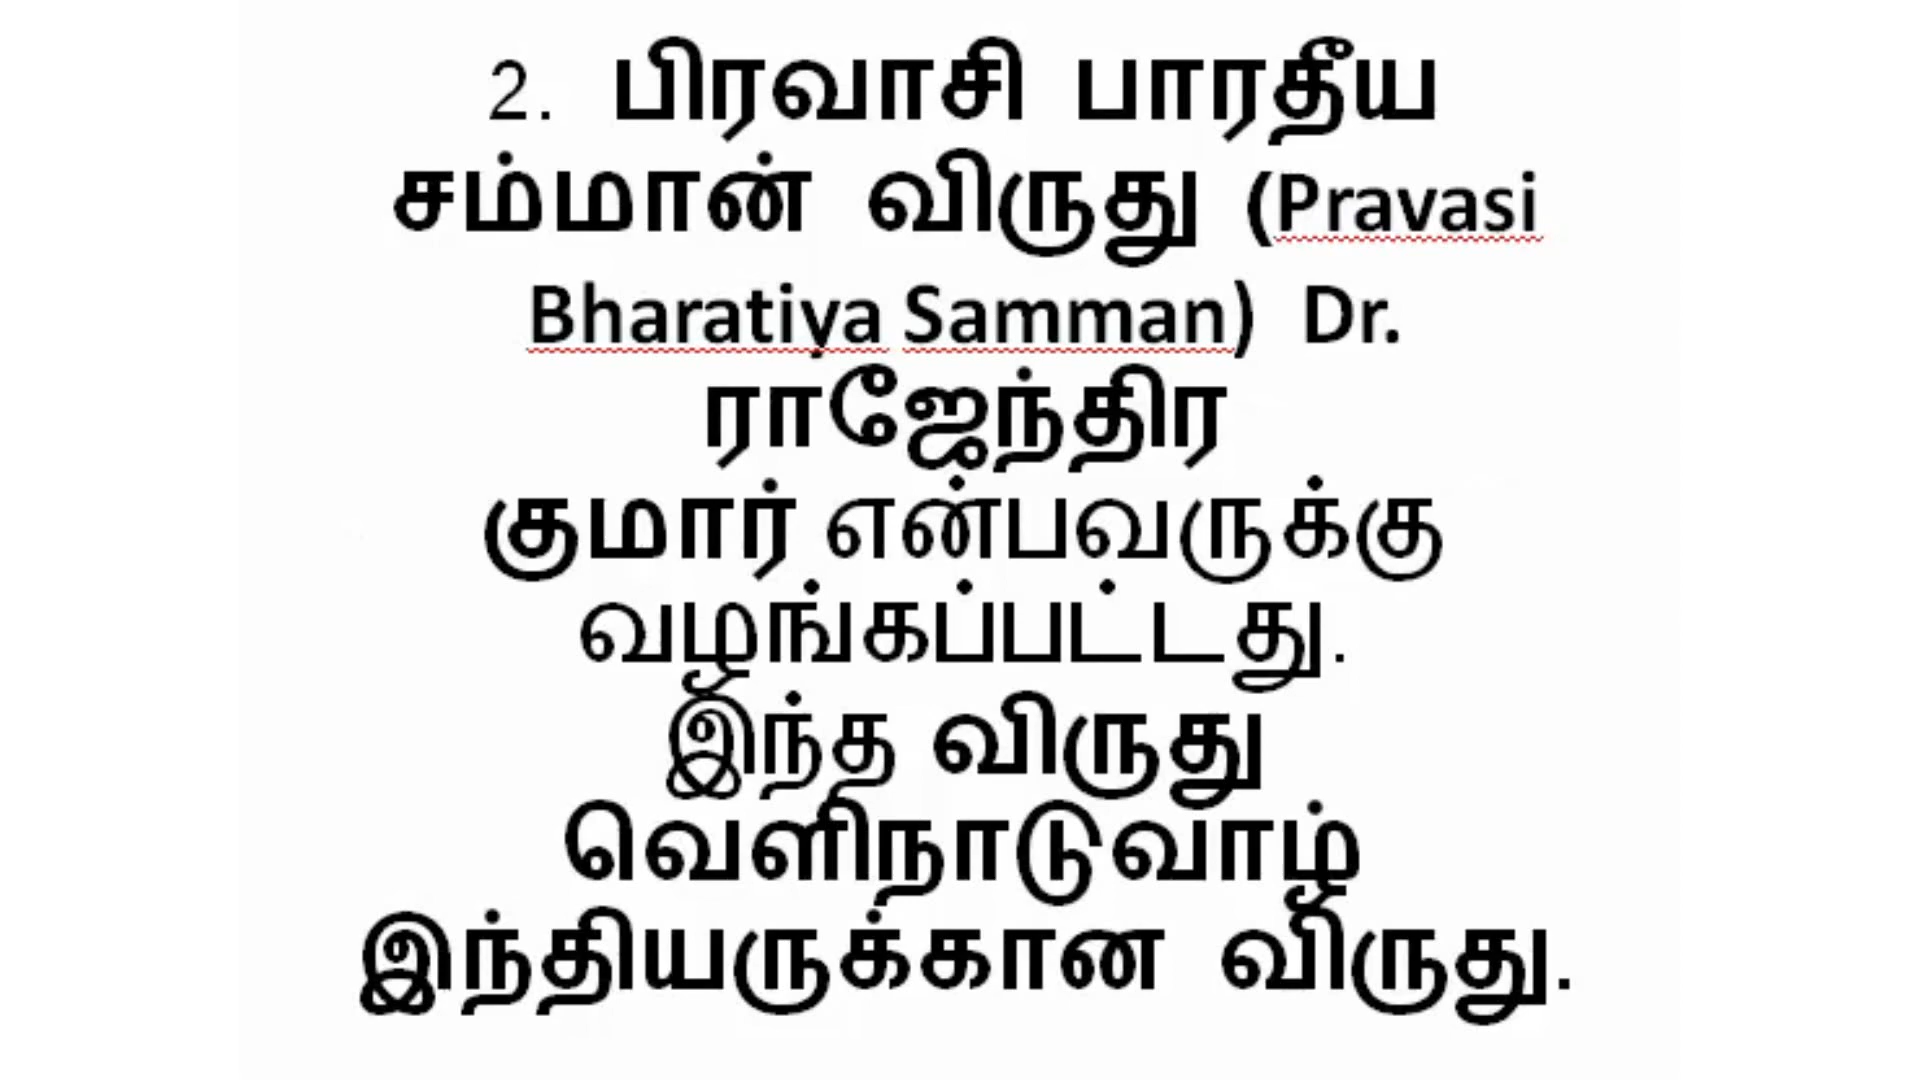 2. பிரவாசி பாரதீய
சம்மான் விருது (Pravasi
Bharatiya Samman) Dr.
ராஜேந்திர
குமார் என்பவருக்கு
வழங்கப்பட்டது.
இந்த விருது
வெளிநாடுவாழ்
இந்தியருக்கான விருது.